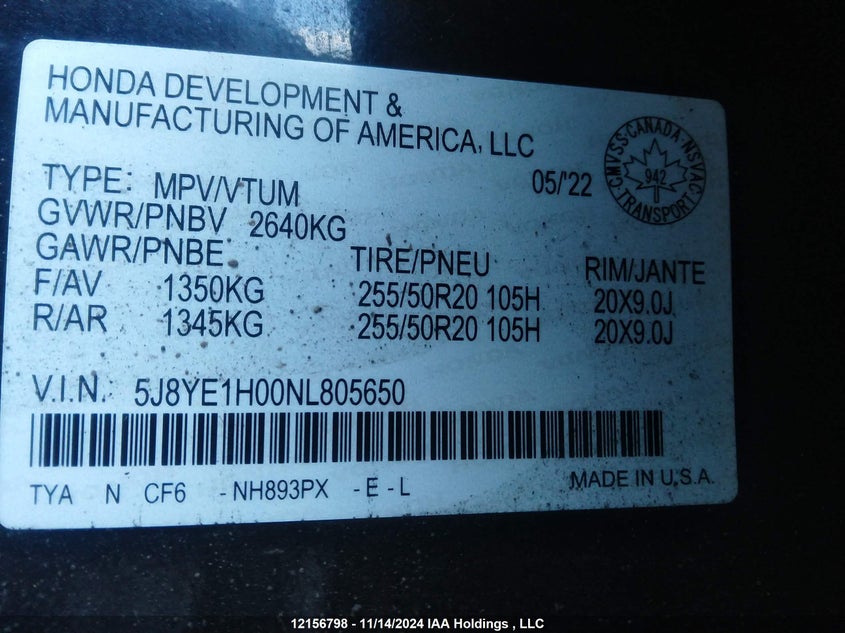 HONDA DEVELOPMENT &
MANUFACTURING OF AMERICA, LLC
TYPE: MPV/VTUM 05/'22
CMVSS·CANADA·NSVAC
942
TRANSPORT
GVWR/PNBV 2640KG
GAWR/PNBE TIRE/PNEU RIM/JANTE
F/AV 1350KG 255/50R20 105H 20X9.0J
R/AR 1345KG 255/50R20 105H 20X9.0J
V.I.N. 5J8YE1H00NL805650
TYA N CF6 -NH893PX -E-L MADE IN U.S.A.
12156798 - 11/14/2024 IAA Holdings , LLC